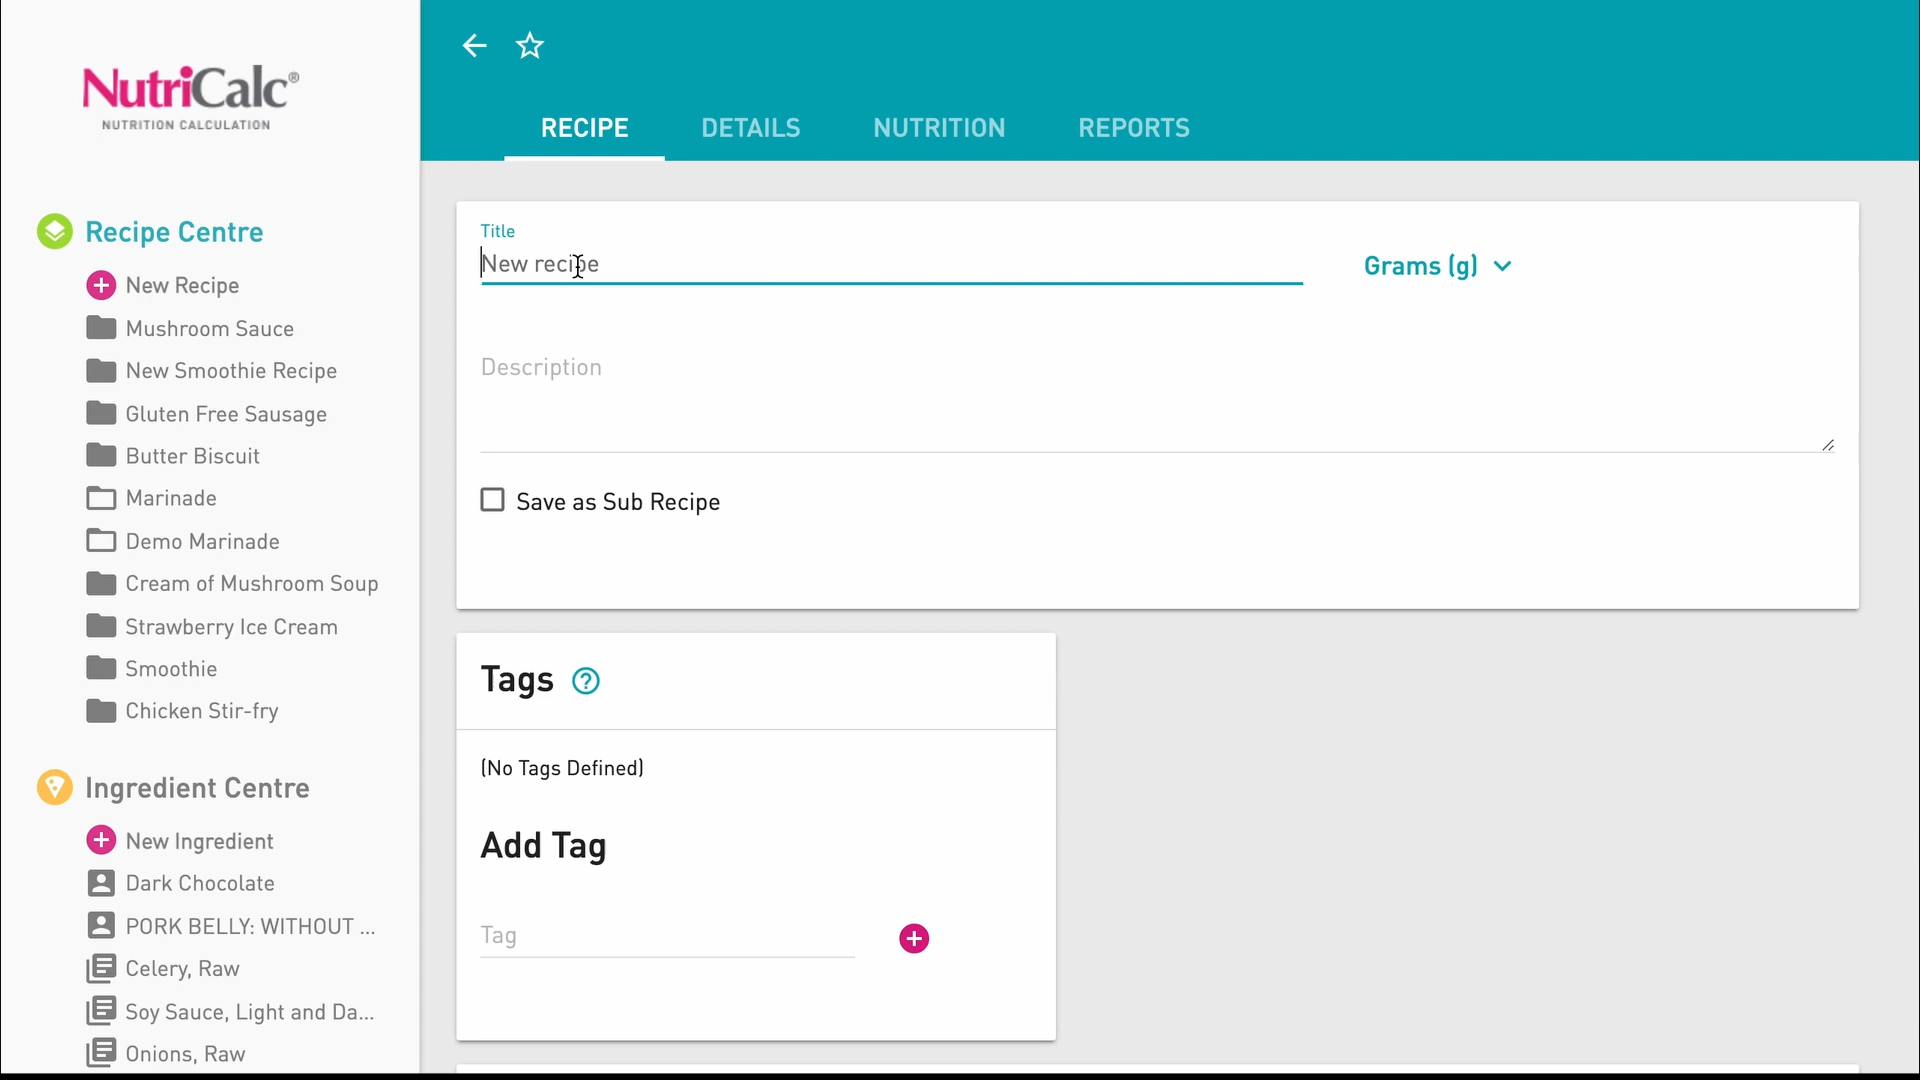 NutriCalc®
NUTRITION CALCULATION
Recipe Centre
New Recipe
Mushroom Sauce
New Smoothie Recipe
Gluten Free Sausage
Butter Biscuit
Marinade
Demo Marinade
Cream of Mushroom Soup
Strawberry Ice Cream
Smoothie
Chicken Stir-fry
Ingredient Centre
New Ingredient
Dark Chocolate
PORK BELLY: WITHOUT ...
Celery, Raw
Soy Sauce, Light and Da...
Onions, Raw
RECIPE DETAILS NUTRITION REPORTS
Title
New recipe
Grams (g)
Description
Save as Sub Recipe
Tags ?
(No Tags Defined)
Add Tag
Tag